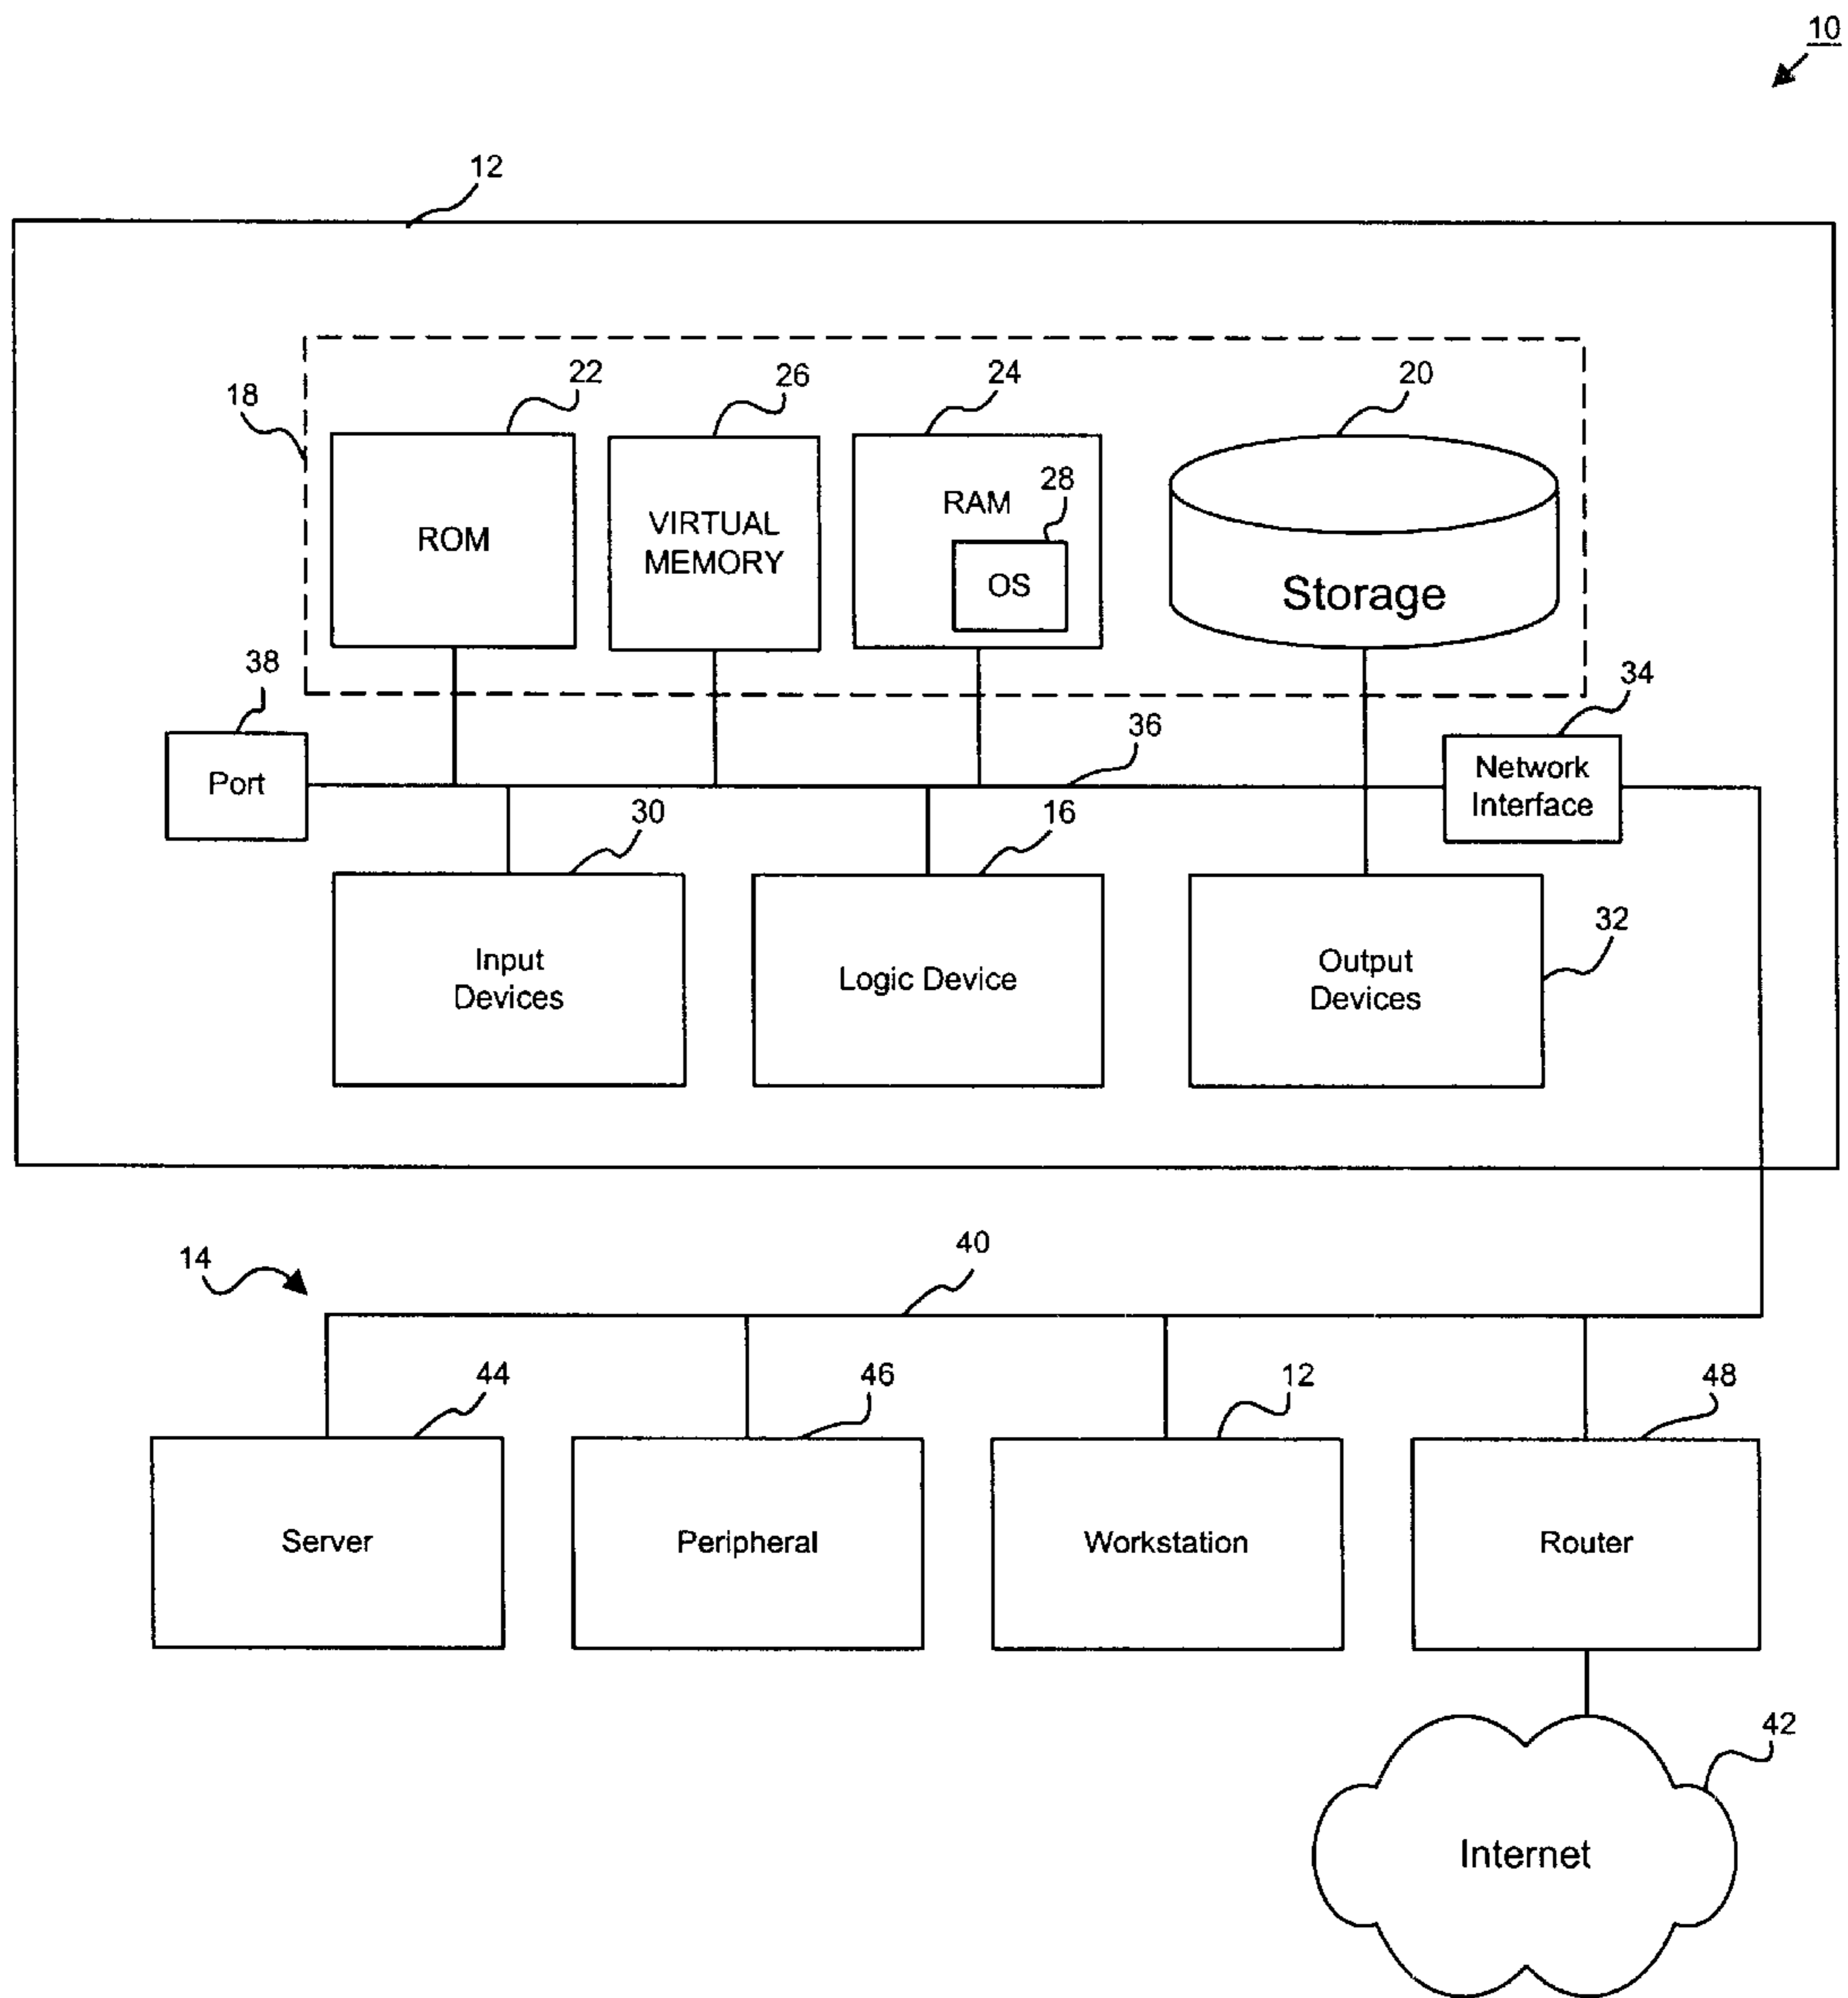 10
12
18
22
26
24
20
ROM
VIRTUAL
MEMORY
RAM
28
OS
Storage
38
34
Port
36
Network
Interface
30
16
32
Input
Devices
Logic Device
Output
Devices
14
40
44
46
12
48
Server
Peripheral
Workstation
Router
42
Internet